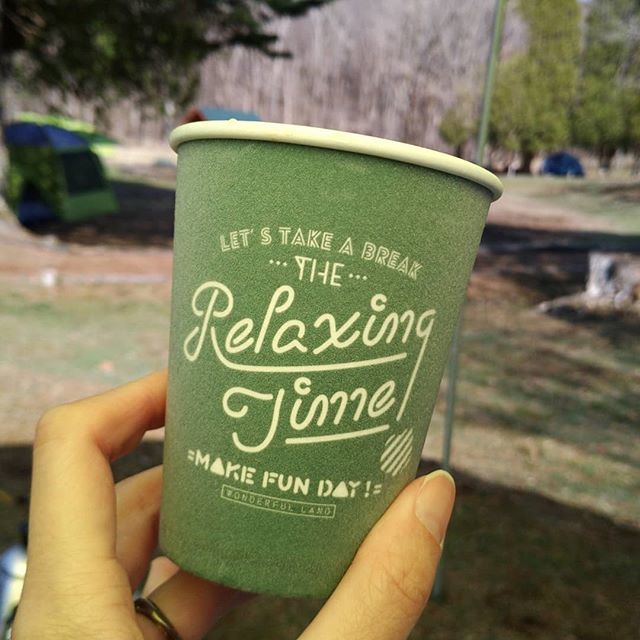 LET'S TAKE A BREAK
...THE...
Relaxing
Time
=MAKE FUN DAY!=
WONDERFUL LAND